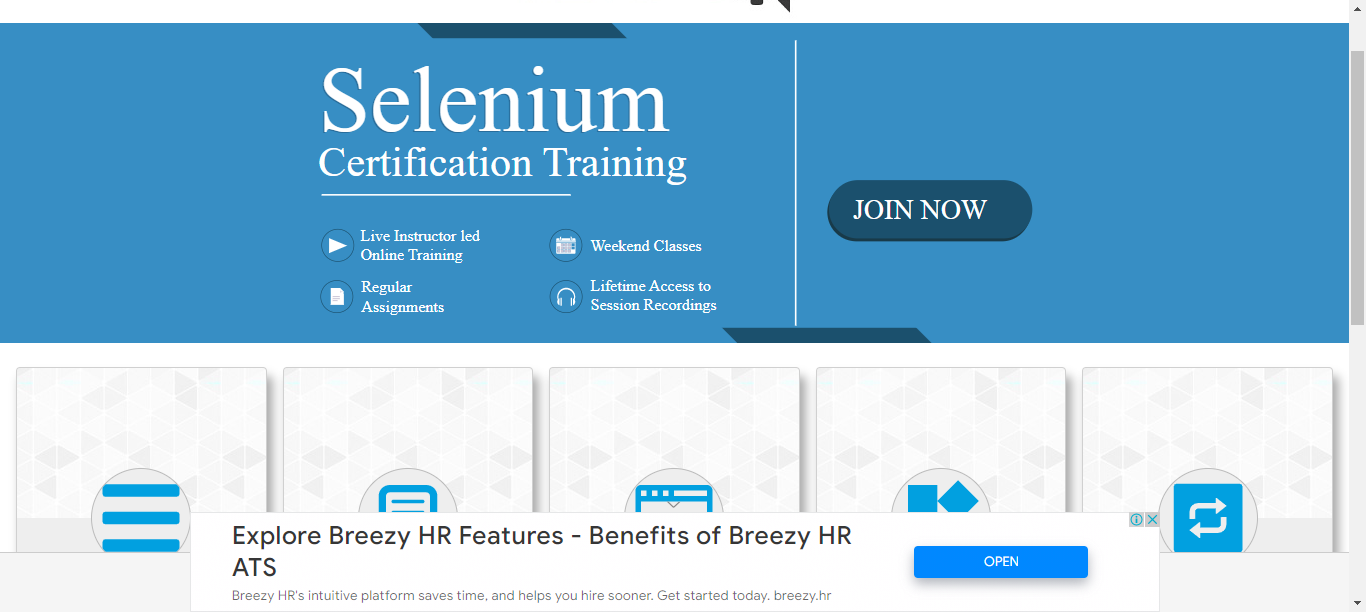 Selenium
Certification Training
Live Instructor led
Online Training
Weekend Classes
Regular
Assignments
Lifetime Access to
Session Recordings
JOIN NOW
Explore Breezy HR Features - Benefits of Breezy HR
ATS
Breezy HR's intuitive platform saves time, and helps you hire sooner. Get started today. breezy.hr
OPEN